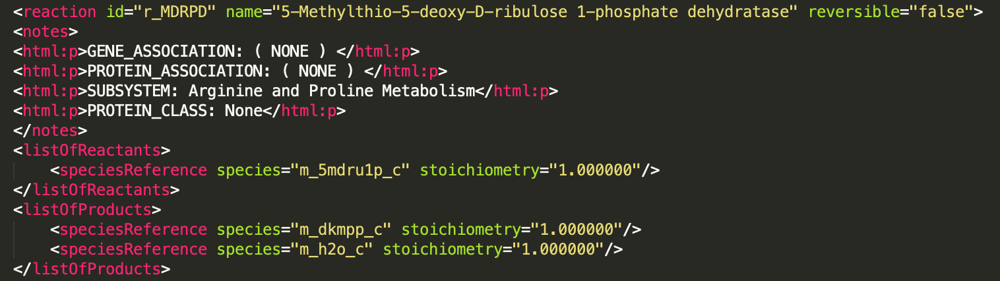 <reaction id="r_MDRPD" name="5-Methylthio-5-deoxy-D-ribulose 1-phosphate dehydratase" reversible="false">
<notes>
<html:p>GENE_ASSOCIATION: ( NONE ) </html:p>
<html:p>PROTEIN_ASSOCIATION: ( NONE ) </html:p>
<html:p>SUBSYSTEM: Arginine and Proline Metabolism</html:p>
<html:p>PROTEIN_CLASS: None</html:p>
</notes>
<listOfReactants>
    <speciesReference species="m_5mdru1p_c" stoichiometry="1.000000"/>
</listOfReactants>
<listOfProducts>
    <speciesReference species="m_dkmpp_c" stoichiometry="1.000000"/>
    <speciesReference species="m_h2o_c" stoichiometry="1.000000"/>
</listOfProducts>